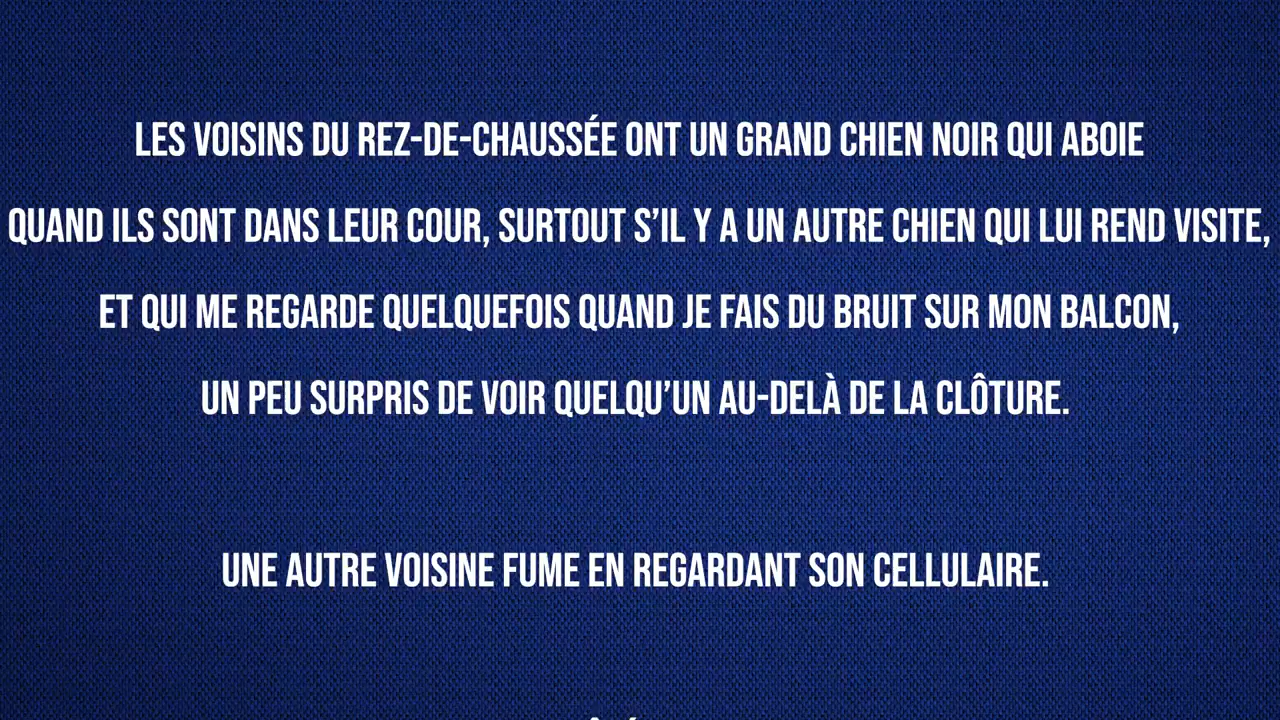 LES VOISINS DU REZ-DE-CHAUSSÉE ONT UN GRAND CHIEN NOIR QUI ABOIE
QUAND ILS SONT DANS LEUR COUR, SURTOUT S’IL Y A UN AUTRE CHIEN QUI LUI REND VISITE,
ET QUI ME REGARDE QUELQUEFOIS QUAND JE FAIS DU BRUIT SUR MON BALCON,
UN PEU SURPRIS DE VOIR QUELQU’UN AU-DELÀ DE LA CLÔTURE.
UNE AUTRE VOISINE FUME EN REGARDANT SON CELLULAIRE.